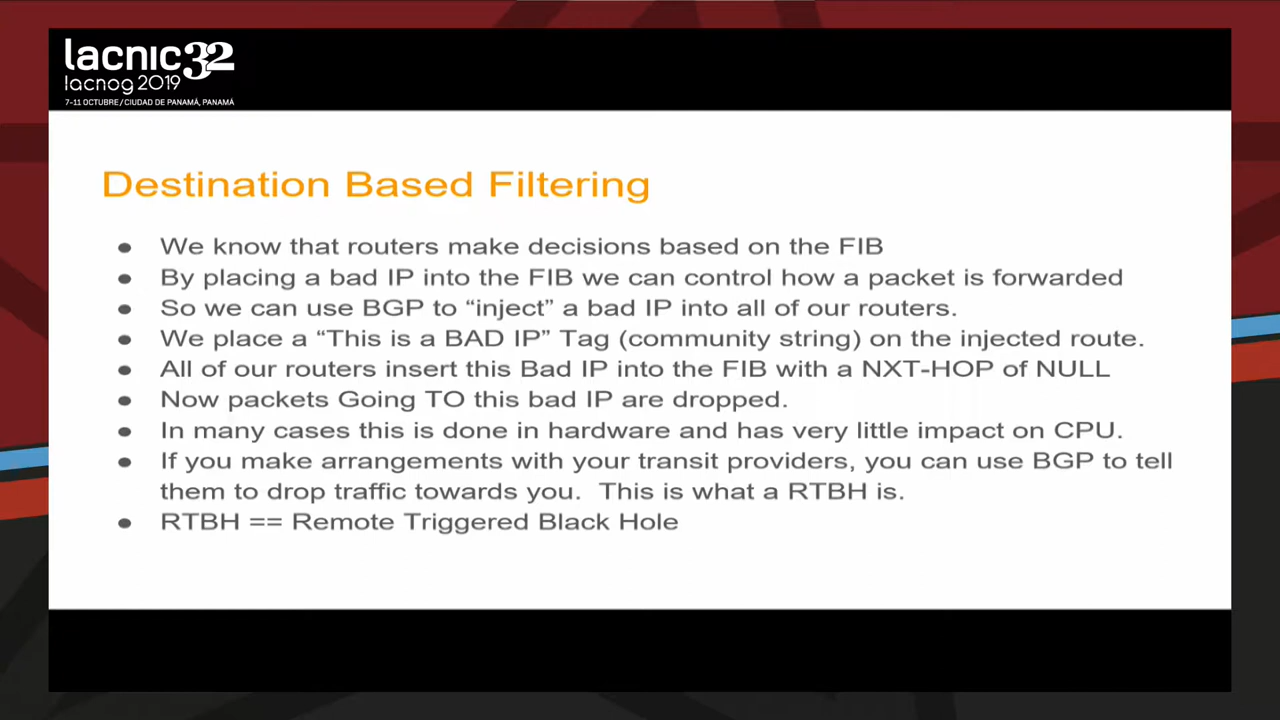 lacnic32
lacnog 2019
7-11 OCTUBRE / CIUDAD DE PANAMÁ, PANAMÁ
Destination Based Filtering
● We know that routers make decisions based on the FIB
● By placing a bad IP into the FIB we can control how a packet is forwarded
● So we can use BGP to “inject” a bad IP into all of our routers.
● We place a “This is a BAD IP” Tag (community string) on the injected route.
● All of our routers insert this Bad IP into the FIB with a NXT-HOP of NULL
● Now packets Going TO this bad IP are dropped.
● In many cases this is done in hardware and has very little impact on CPU.
● If you make arrangements with your transit providers, you can use BGP to tell
them to drop traffic towards you.  This is what a RTBH is.
● RTBH == Remote Triggered Black Hole